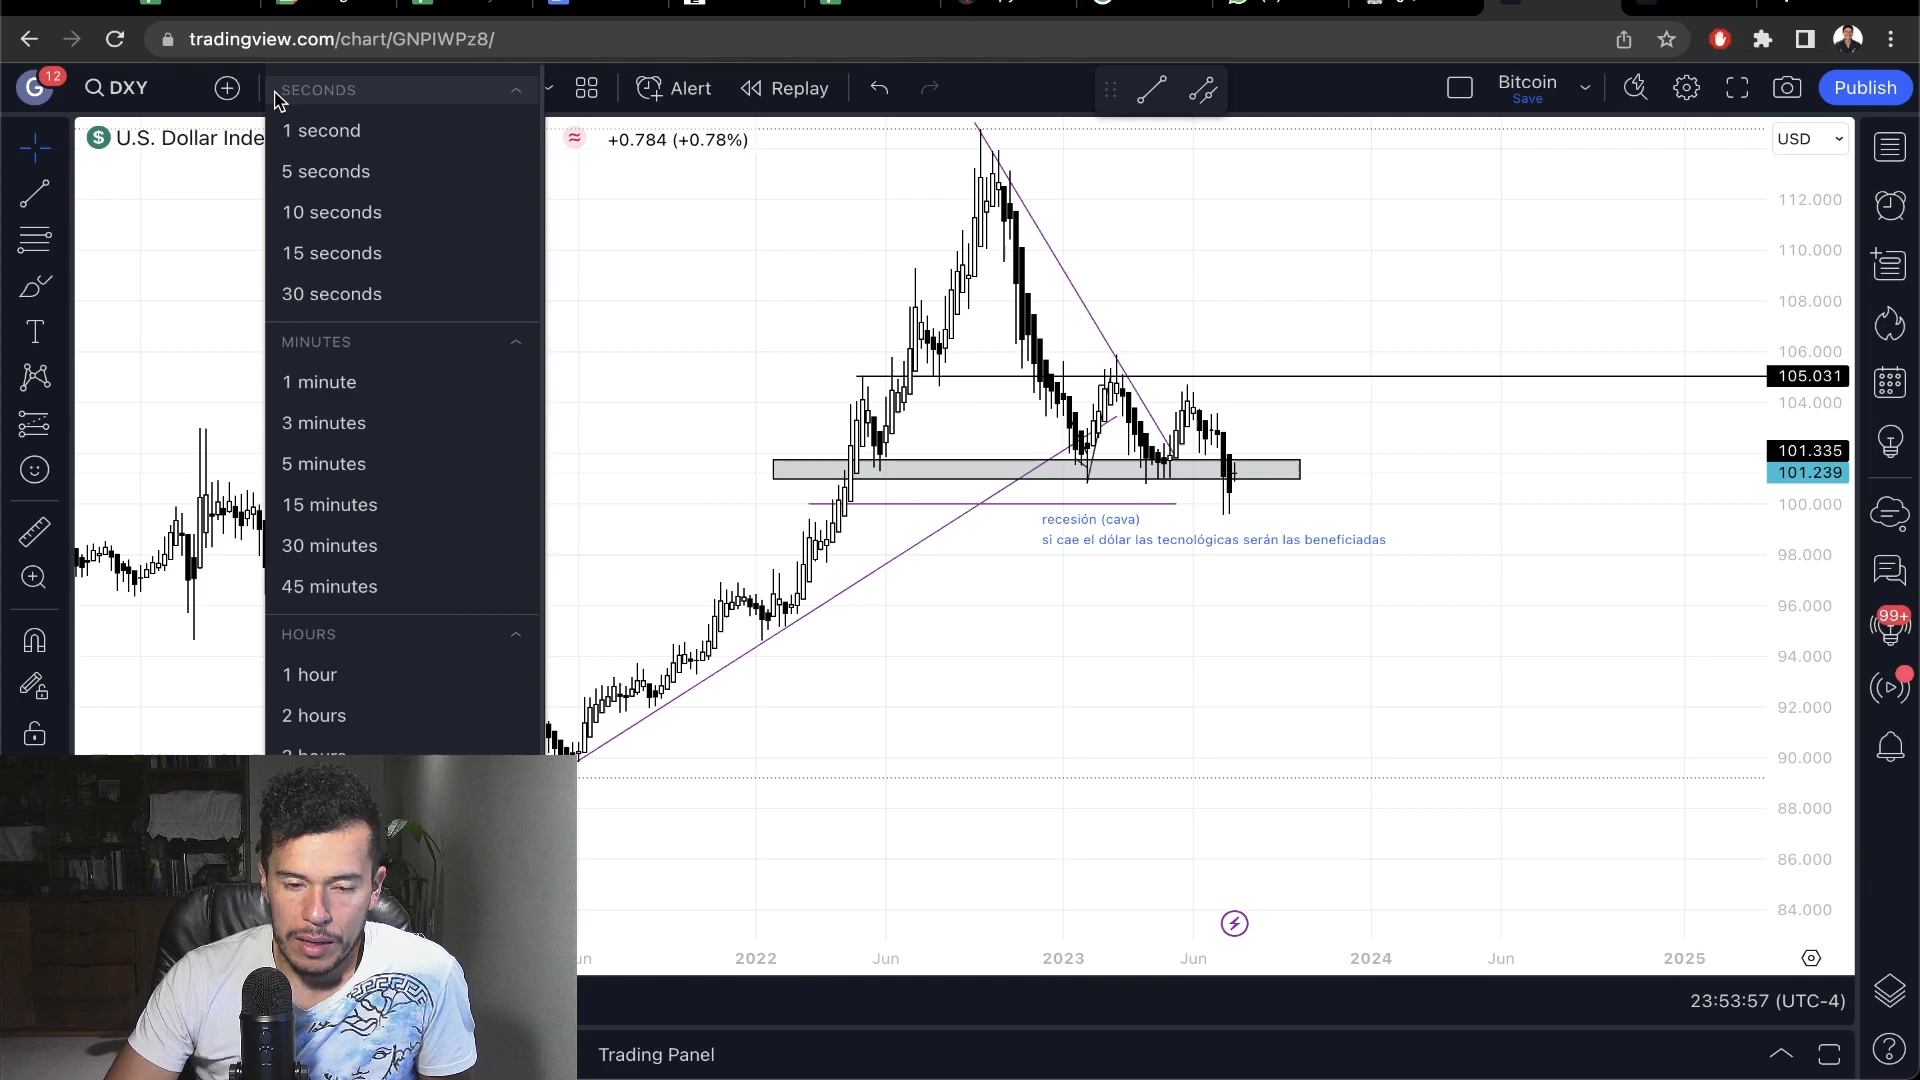 tradingview.com/chart/GNPIWPz8/
G
12
DXY
Alert
Replay
Bitcoin
Save
Publish
U.S. Dollar Inde
+0.784 (+0.78%)
USD
SECONDS
1 second
5 seconds
10 seconds
15 seconds
30 seconds
MINUTES
1 minute
3 minutes
5 minutes
15 minutes
30 minutes
45 minutes
HOURS
1 hour
2 hours
112.000
110.000
108.000
106.000
105.031
104.000
101.335
101.239
100.000
98.000
96.000
94.000
92.000
90.000
88.000
86.000
84.000
recesión (cava)
si cae el dólar las tecnológicas serán las beneficiadas
99+
un
2022
Jun
2023
Jun
2024
Jun
2025
23:53:57 (UTC-4)
Trading Panel